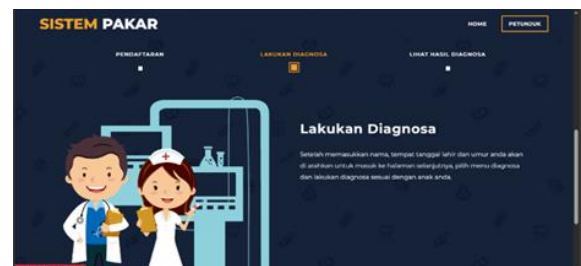 SISTEM PAKAR
HOME
PETUNJUK
PENDAFTARAN
LAKUKAN DIAGNOSA
LIHAT HASIL DIAGNOSA
Lakukan Diagnosa
Setelah memasukkan nama, tempat tanggal lahir dan umur anda akan
di arahkan untuk masuk ke halaman selanjutnya, pilih menu diagnosa
dan lakukan diagnosa sesuai dengan anak anda.